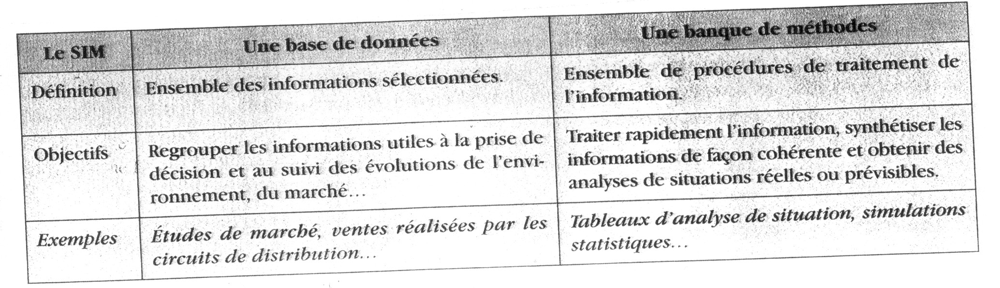 Le SIM
Une base de données
Une banque de méthodes
Définition
Ensemble des informations sélectionnées.
Ensemble de procédures de traitement de
l'information.
Objectifs
Regrouper les informations utiles à la prise de
décision et au suivi des évolutions de l'envi-
ronnement, du marché...
Traiter rapidement l'information, synthétiser les
informations de façon cohérente et obtenir des
analyses de situations réelles ou prévisibles.
Exemples
Études de marché, ventes réalisées par les
circuits de distribution...
Tableaux d'analyse de situation, simulations
statistiques...